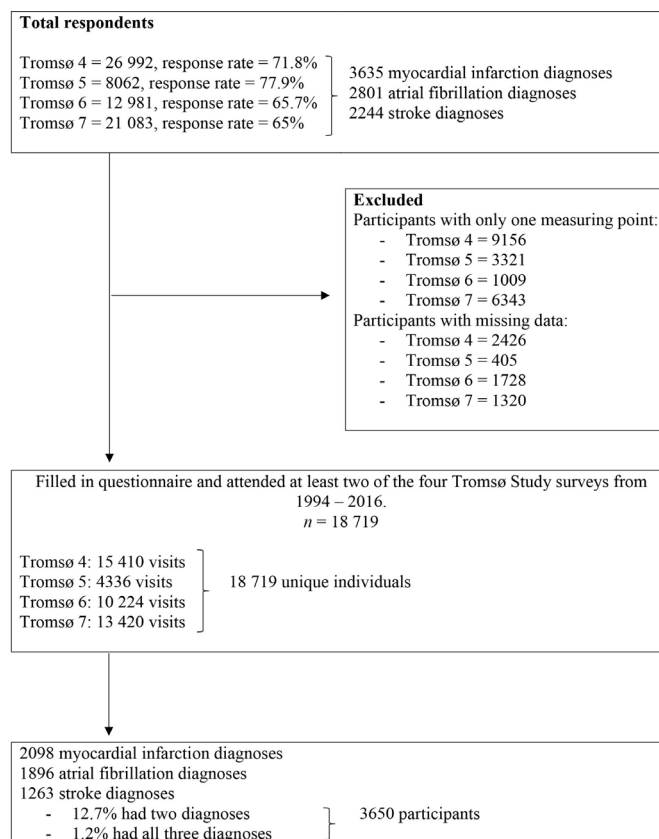 Total respondents
Tromsø 4 = 26 992, response rate = 71.8%
Tromsø 5 = 8062, response rate = 77.9%
Tromsø 6 = 12 981, response rate = 65.7%
Tromsø 7 = 21 083, response rate = 65%
3635 myocardial infarction diagnoses
2801 atrial fibrillation diagnoses
2244 stroke diagnoses
Excluded
Participants with only one measuring point:
- Tromsø 4 = 9156
- Tromsø 5 = 3321
- Tromsø 6 = 1009
- Tromsø 7 = 6343
Participants with missing data:
- Tromsø 4 = 2426
- Tromsø 5 = 405
- Tromsø 6 = 1728
- Tromsø 7 = 1320
Filled in questionnaire and attended at least two of the four Tromsø Study surveys from
1994 – 2016.
n = 18 719
Tromsø 4: 15 410 visits
Tromsø 5: 4336 visits
Tromsø 6: 10 224 visits
Tromsø 7: 13 420 visits
18 719 unique individuals
2098 myocardial infarction diagnoses
1896 atrial fibrillation diagnoses
1263 stroke diagnoses
- 12.7% had two diagnoses
- 1.2% had all three diagnoses
3650 participants